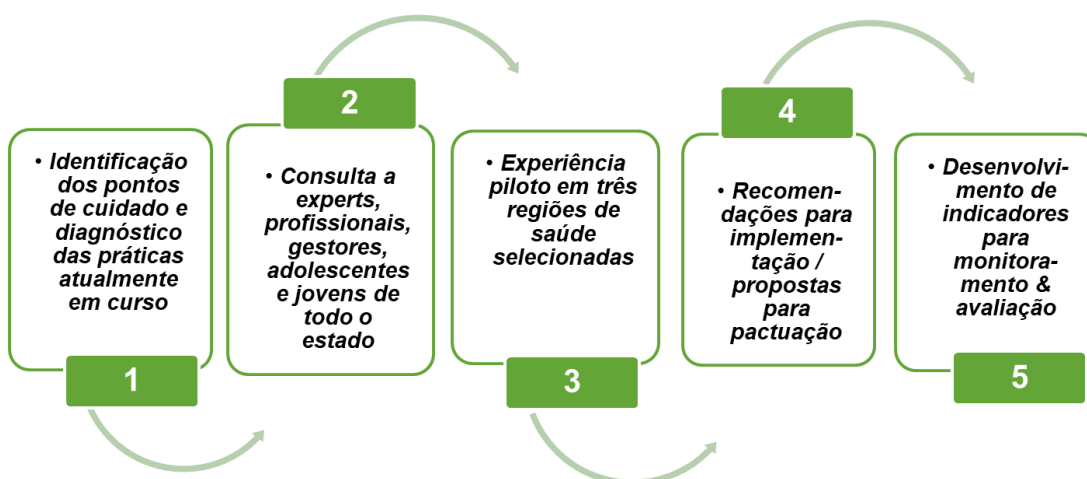 • Identificação
dos pontos
de cuidado e
diagnóstico
das práticas
atualmente
em curso
1
2
• Consulta a
experts,
profissionais,
gestores,
adolescentes
e jovens de
todo o
estado
• Experiência
piloto em três
regiões de
saúde
selecionadas
3
4
• Recomen-
dações para
implemen-
tação /
propostas
para
pactuação
• Desenvolvi-
mento de
indicadores
para
monitora-
mento &
avaliação
5